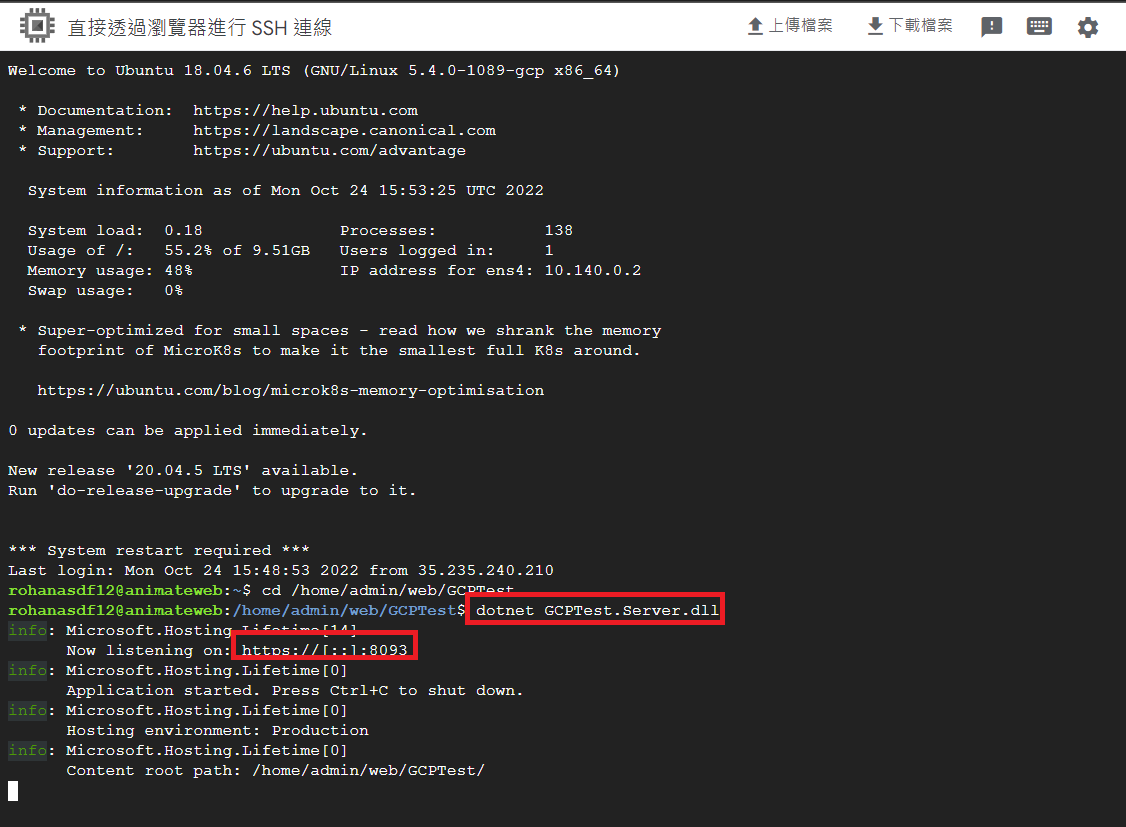 直接透過瀏覽器進行 SSH 連線
上傳檔案 下載檔案
Welcome to Ubuntu 18.04.6 LTS (GNU/Linux 5.4.0-1089-gcp x86_64)
* Documentation: https://help.ubuntu.com
* Management: https://landscape.canonical.com
* Support: https://ubuntu.com/advantage
System information as of Mon Oct 24 15:53:25 UTC 2022
System load: 0.18 Processes: 138
Usage of /: 55.2% of 9.51GB Users logged in: 1
Memory usage: 48% IP address for ens4: 10.140.0.2
Swap usage: 0%
* Super-optimized for small spaces - read how we shrank the memory
footprint of MicroK8s to make it the smallest full K8s around.
https://ubuntu.com/blog/microk8s-memory-optimisation
0 updates can be applied immediately.
New release '20.04.5 LTS' available.
Run 'do-release-upgrade' to upgrade to it.
*** System restart required ***
Last login: Mon Oct 24 15:48:53 2022 from 35.235.240.210
rohanasdf12@animateweb:~$ cd /home/admin/web/GCPTest
rohanasdf12@animateweb:/home/admin/web/GCPTest$ dotnet GCPTest.Server.dll
info: Microsoft.Hosting.Lifetime[14]
Now listening on: https://[::]:8093
info: Microsoft.Hosting.Lifetime[0]
Application started. Press Ctrl+C to shut down.
info: Microsoft.Hosting.Lifetime[0]
Hosting environment: Production
info: Microsoft.Hosting.Lifetime[0]
Content root path: /home/admin/web/GCPTest/